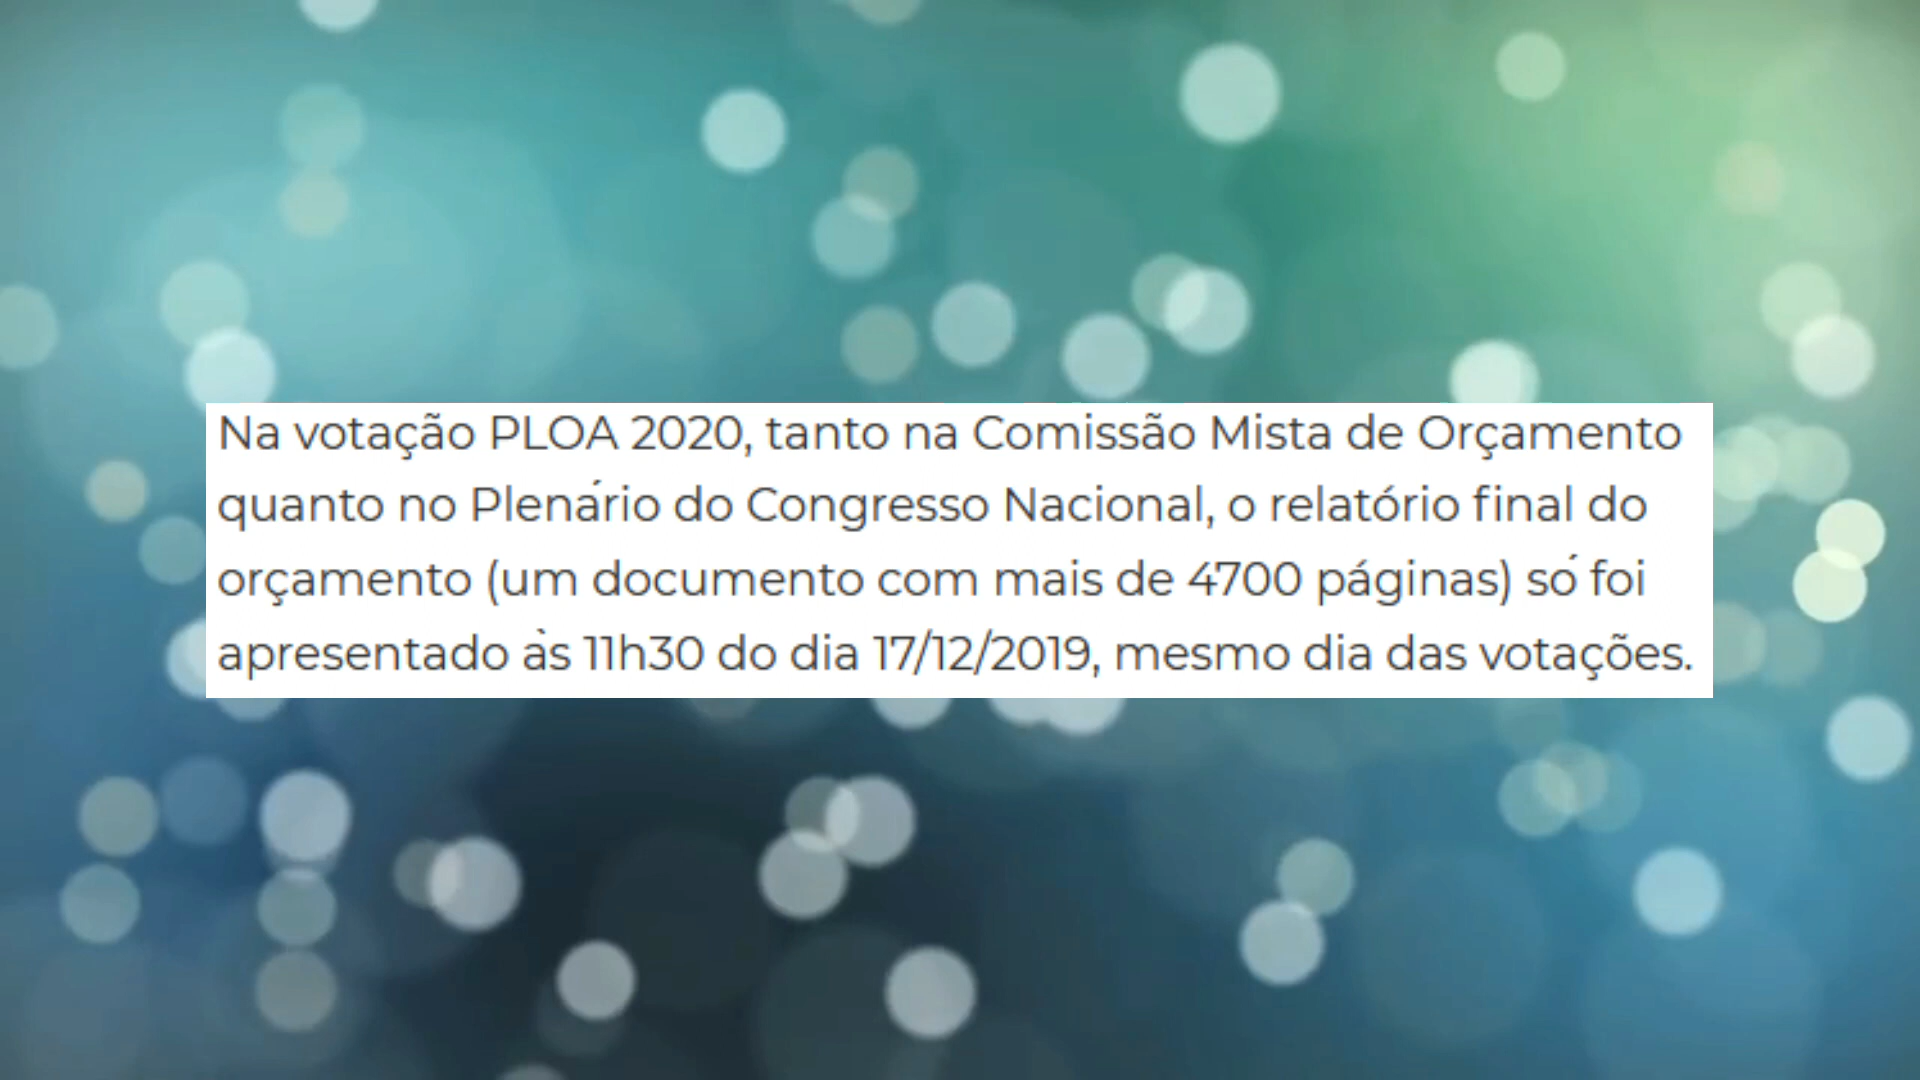 Na votação PLOA 2020, tanto na Comissão Mista de Orçamento
quanto no Plenário do Congresso Nacional, o relatório final do
orçamento (um documento com mais de 4700 páginas) só foi
apresentado às 11h30 do dia 17/12/2019, mesmo dia das votações.